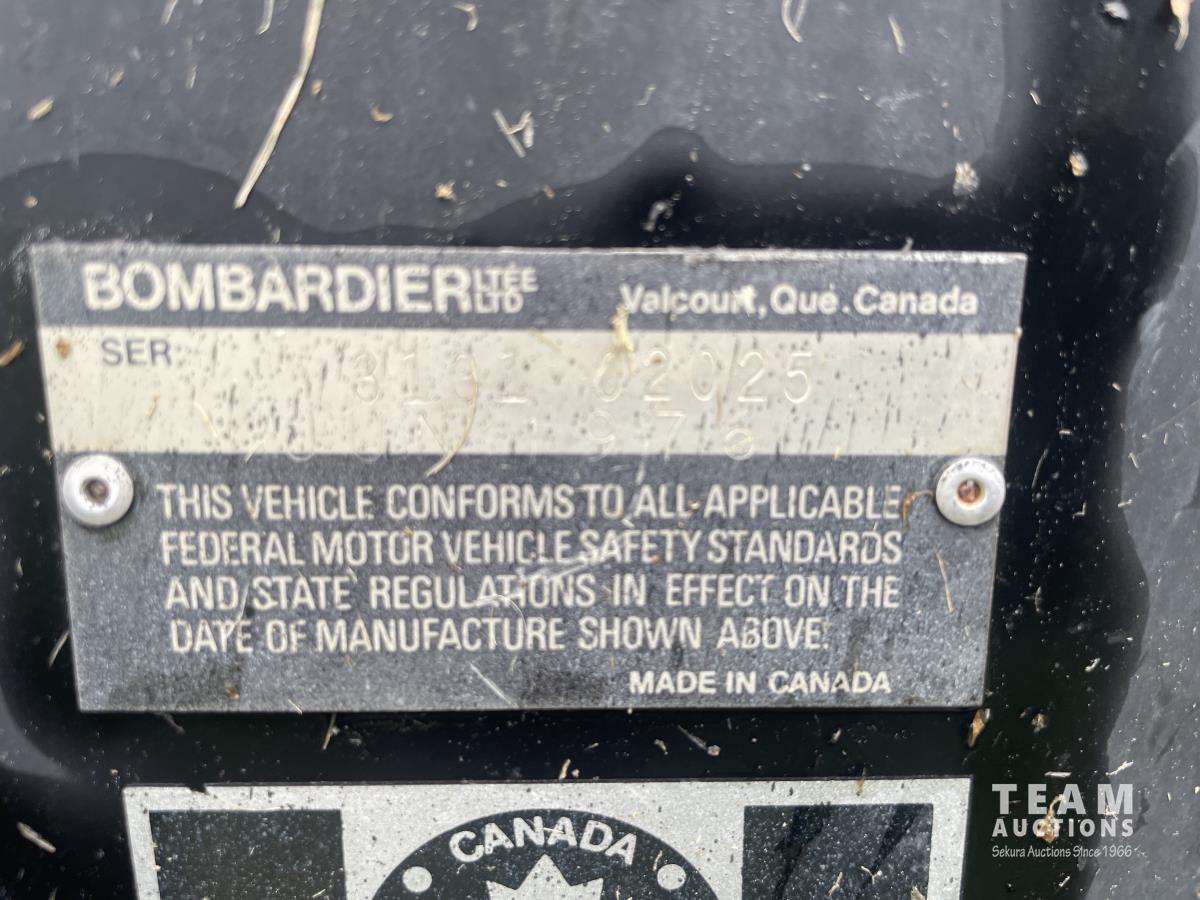 BOMBARDIER LTÉE LTD Valcourt, Que. Canada
SER. 3101 02025
THIS VEHICLE CONFORMS TO ALL APPLICABLE
FEDERAL MOTOR VEHICLE SAFETY STANDARDS
AND STATE REGULATIONS IN EFFECT ON THE
DATE OF MANUFACTURE SHOWN ABOVE.
MADE IN CANADA
CANADA
TEAM
AUCTIONS
Sekura Auctions Since 1966